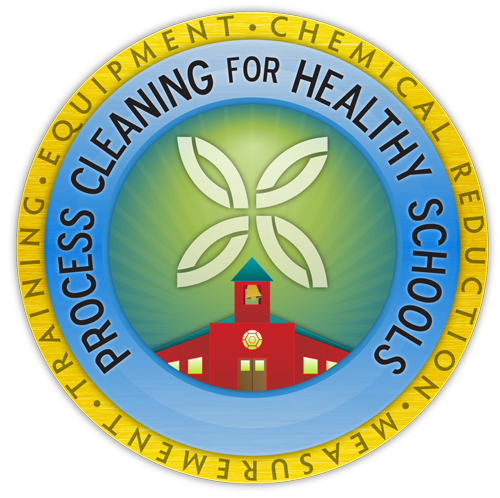 TRAINING • EQUIPMENT • CHEMICAL REDUCTION • MEASUREMENT •
PROCESS CLEANING FOR HEALTHY SCHOOLS